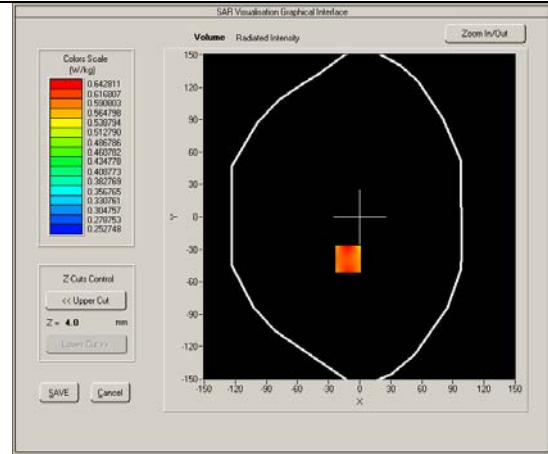 SAR Visualisation Graphical Interface
Volume Radiated Intensity
Zoom In/Out
Colors Scale
(W/kg)
0.642811
0.616807
0.590803
0.564798
0.538794
0.512790
0.486786
0.460782
0.434778
0.408773
0.382769
0.356765
0.330761
0.304757
0.278753
0.252748
Z Cuts Control
<< Upper Cut
Z = 4.0 mm
Lower Cut >>
SAVE Cancel
150
120
90
60
30
0
-30
-60
-90
-120
-150
Y
-150 -120 -90 -60 -30 0 30 60 90 120 150
X